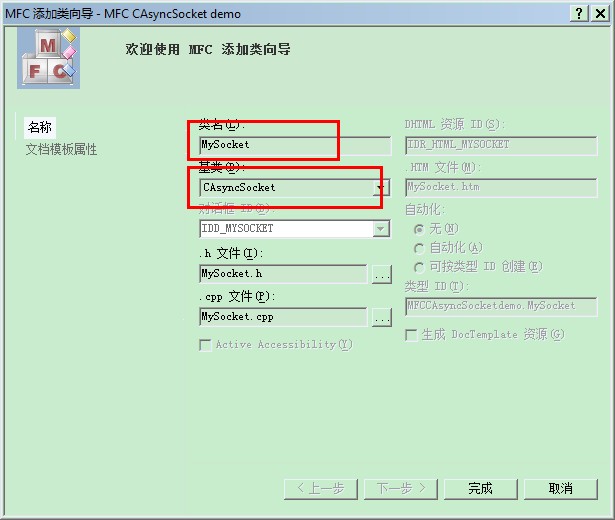 MFC 添加类向导 - MFC CAsyncSocket demo
MFC
欢迎使用 MFC 添加类向导
名称
文档模板属性
类名(L):
MySocket
基类(B):
CAsyncSocket
对话框 ID(D):
IDD_MYSOCKET
.h 文件(I):
MySocket.h
...
.cpp 文件(P):
MySocket.cpp
...
Active Accessibility(Y)
DHTML 资源 ID(S):
IDR_HTML_MYSOCKET
.HTM 文件(M):
MySocket.htm
自动化:
无(N)
自动化(A)
可按类型 ID 创建(E)
类型 ID(T):
MFCCAsyncSocketdemo.MySocket
生成 DocTemplate 资源(G)
< 上一步
下一步 >
完成
取消